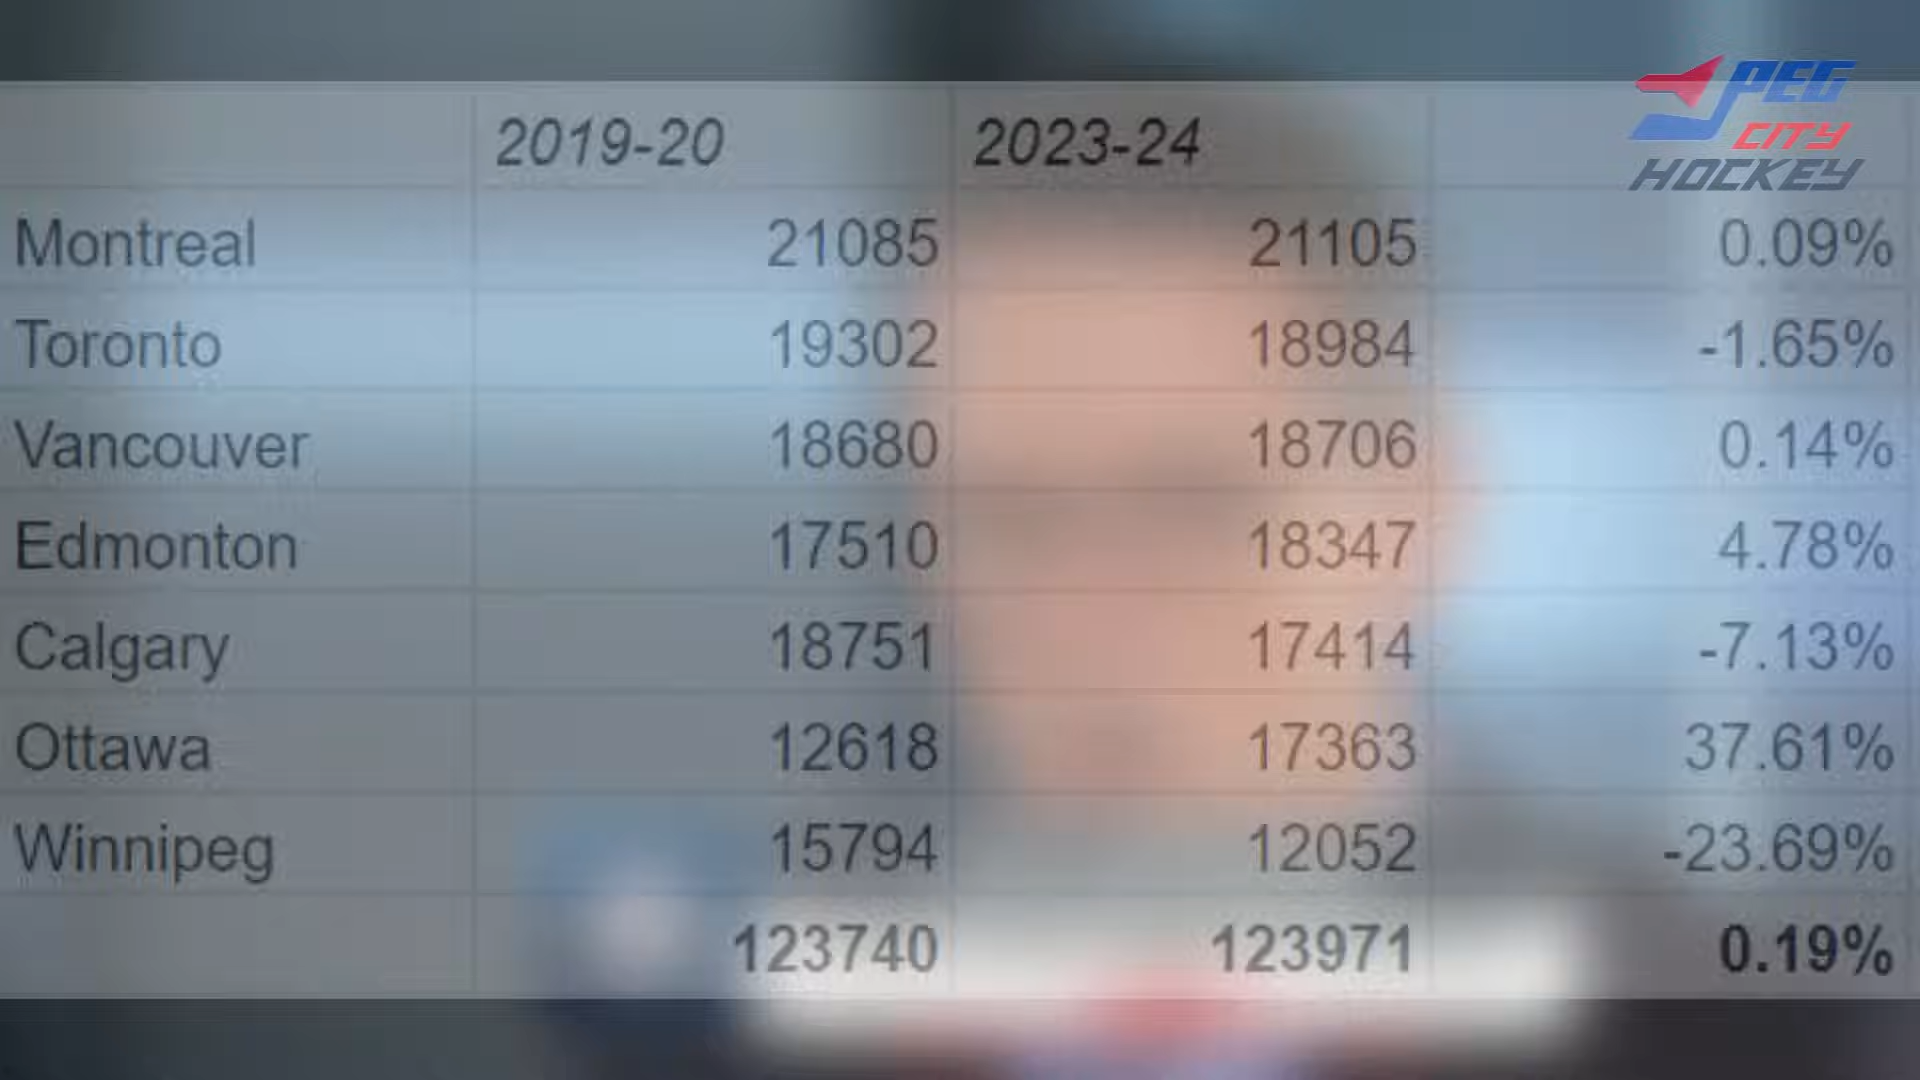 PEG
CITY
HOCKEY
2019-20 2023-24
Montreal 21085 21105 0.09%
Toronto 19302 18984 -1.65%
Vancouver 18680 18706 0.14%
Edmonton 17510 18347 4.78%
Calgary 18751 17414 -7.13%
Ottawa 12618 17363 37.61%
Winnipeg 15794 12052 -23.69%
123740 123971 0.19%